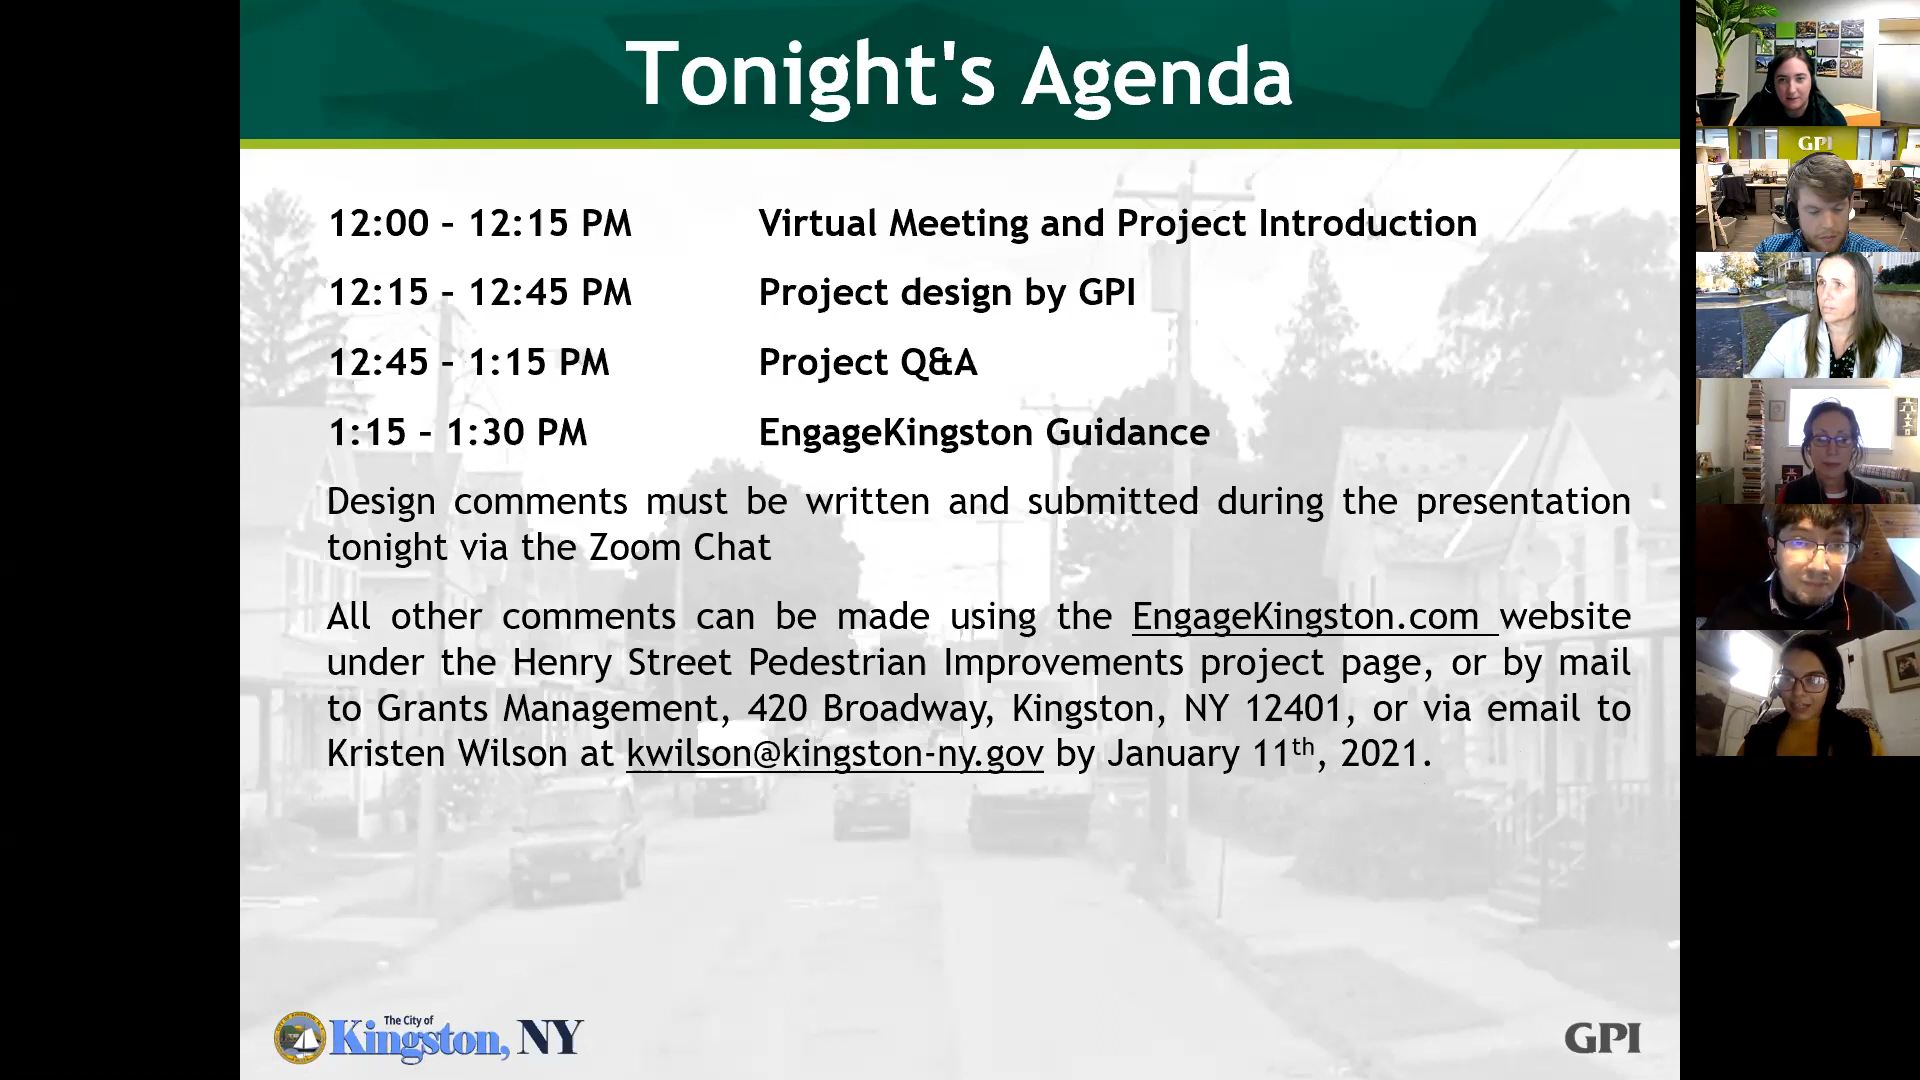 Tonight's Agenda
12:00 – 12:15 PM Virtual Meeting and Project Introduction
12:15 – 12:45 PM Project design by GPI
12:45 – 1:15 PM Project Q&A
1:15 – 1:30 PM EngageKingston Guidance
Design comments must be written and submitted during the presentation
tonight via the Zoom Chat
All other comments can be made using the EngageKingston.com website
under the Henry Street Pedestrian Improvements project page, or by mail
to Grants Management, 420 Broadway, Kingston, NY 12401, or via email to
Kristen Wilson at kwilson@kingston-ny.gov by January 11th, 2021.
The City of
Kingston, NY
GPI
GPI